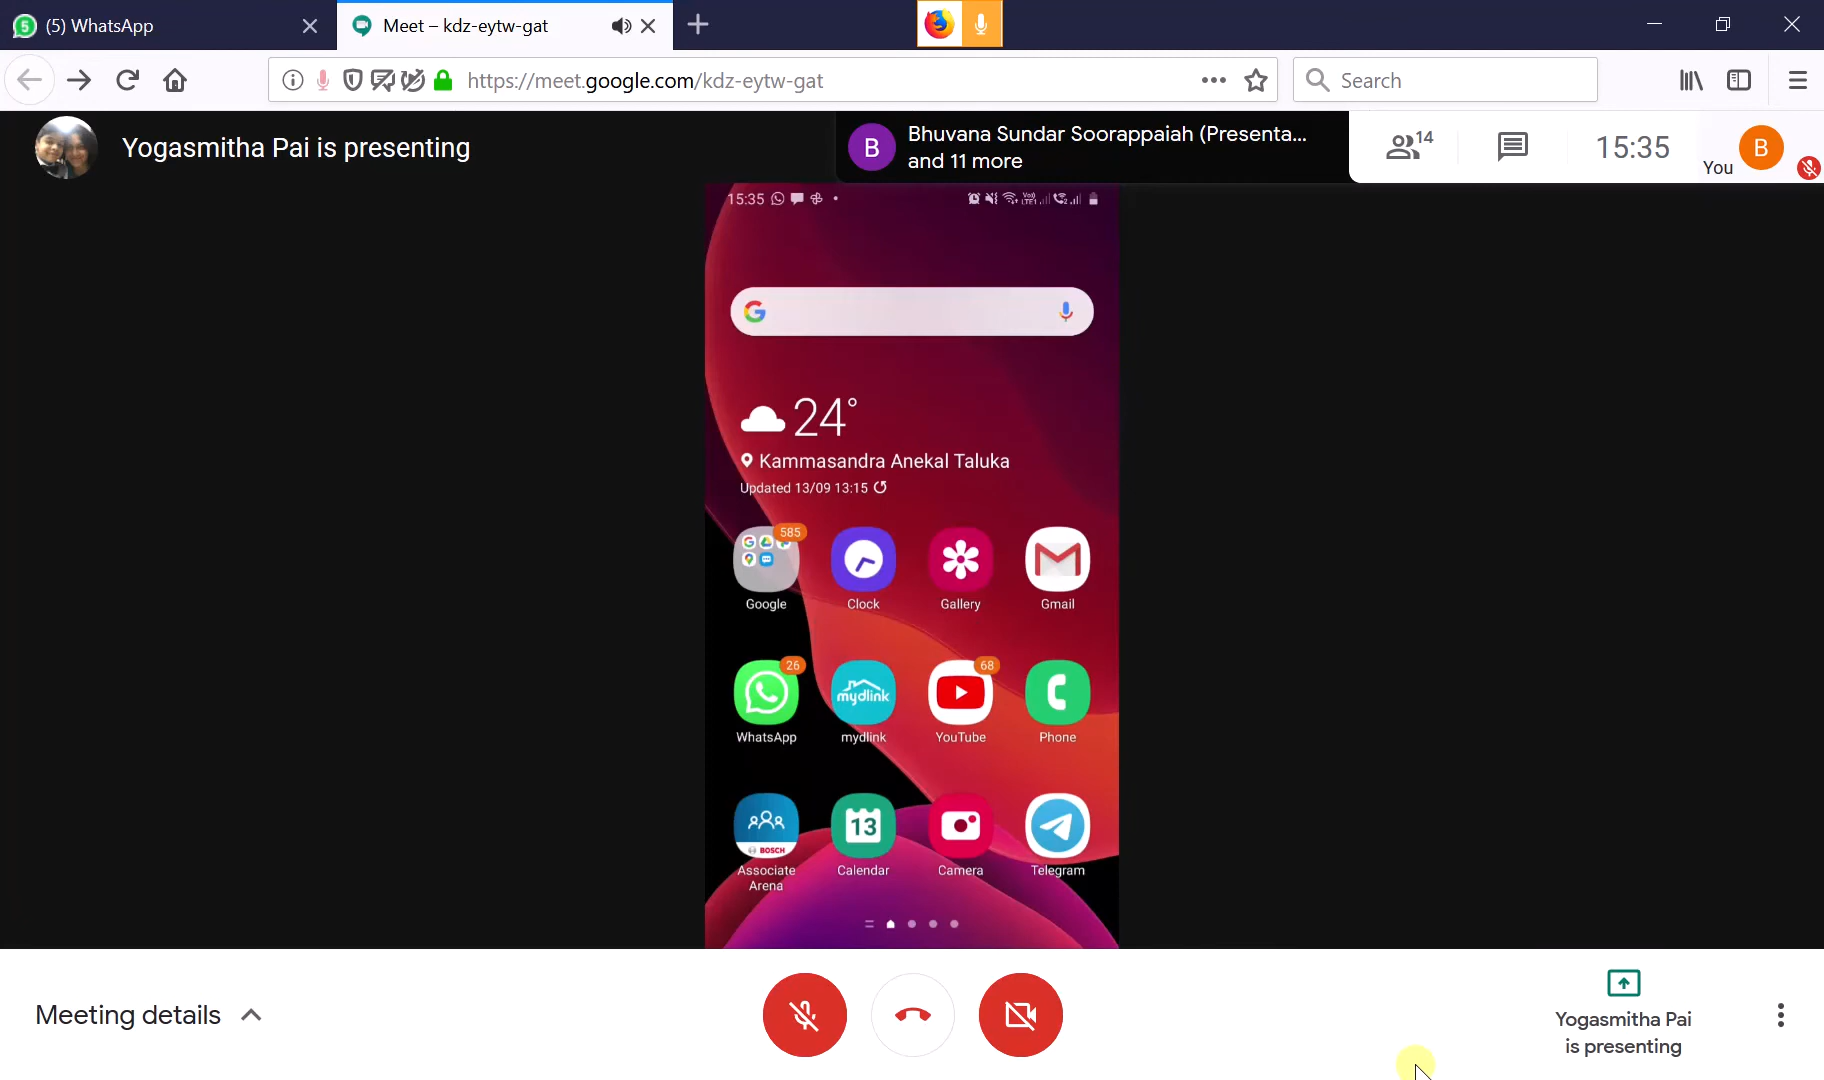 (5) WhatsApp
Meet – kdz-eytw-gat
https://meet.google.com/kdz-eytw-gat
Search
Yogasmitha Pai is presenting
B
Bhuvana Sundar Soorappaiah (Presenta...
and 11 more
14
15:35
You
B
15:35
24°
Kammasandra Anekal Taluka
Updated 13/09 13:15
585
Google
Clock
Gallery
Gmail
26
68
mydlink
WhatsApp
mydlink
YouTube
Phone
13
BOSCH
Associate
Arena
Calendar
Camera
Telegram
Meeting details
Yogasmitha Pai
is presenting